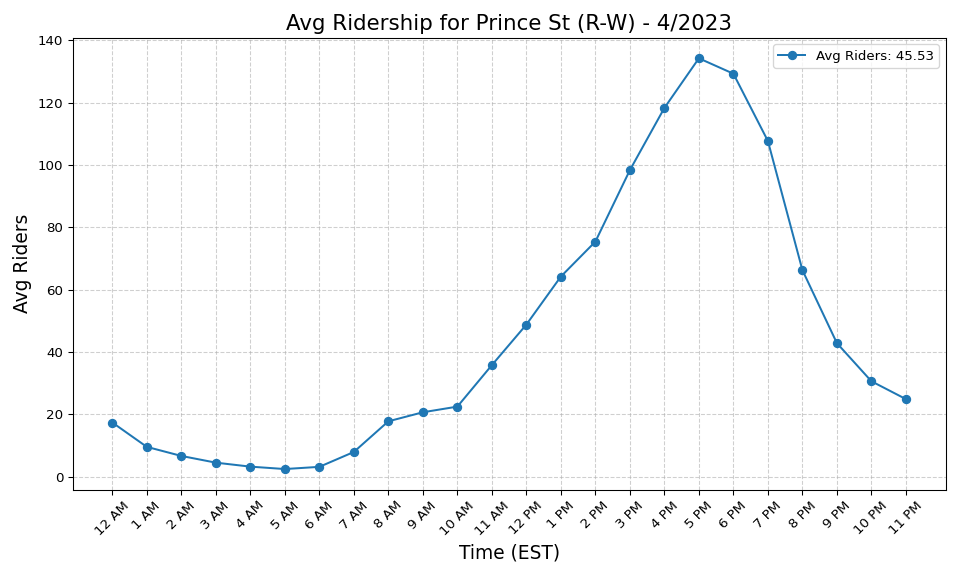 Avg Ridership for Prince St (R-W) - 4/2023
Avg Riders: 45.53
Avg Riders
140
120
100
80
60
40
20
0
12 AM
1 AM
2 AM
3 AM
4 AM
5 AM
6 AM
7 AM
8 AM
9 AM
10 AM
11 AM
12 PM
1 PM
2 PM
3 PM
4 PM
5 PM
6 PM
7 PM
8 PM
9 PM
10 PM
11 PM
Time (EST)